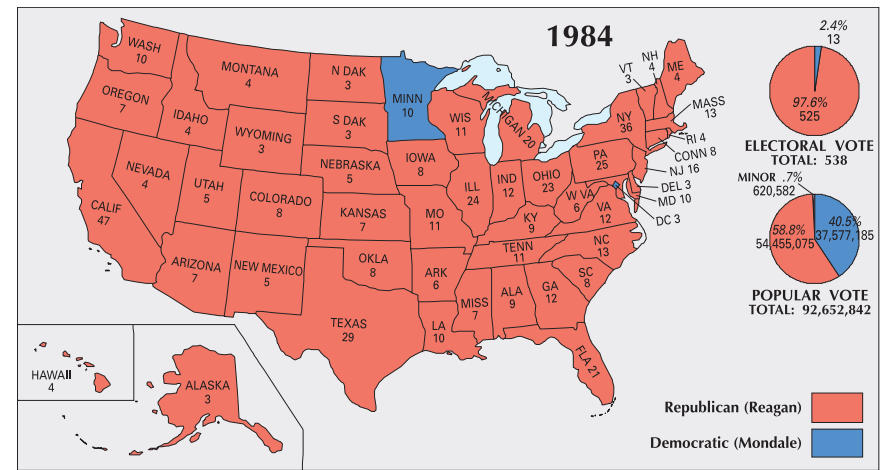 1984
WASH
10
OREGON
7
CALIF
47
IDAHO
4
NEVADA
4
MONTANA
4
WYOMING
3
UTAH
5
ARIZONA
7
COLORADO
8
NEW MEXICO
5
N DAK
3
S DAK
3
NEBRASKA
5
KANSAS
7
OKLA
8
TEXAS
29
MINN
10
IOWA
8
MO
11
ARK
6
LA
10
WIS
11
ILL
24
MICHIGAN 20
IND
12
OHIO
23
KY
9
TENN
11
MISS
7
ALA
9
GA
12
FLA 21
SC
8
NC
13
VA
12
W VA
6
PA
25
NY
36
VT
3
NH
4
ME
4
MASS
13
RI 4
CONN 8
NJ 16
DEL 3
MD 10
DC 3
HAWAII
4
ALASKA
3
2.4%
13
97.6%
525
ELECTORAL VOTE
TOTAL: 538
MINOR .7%
620,582
40.5%
37,577,185
58.8%
54,455,075
POPULAR VOTE
TOTAL: 92,652,842
Republican (Reagan)
Democratic (Mondale)